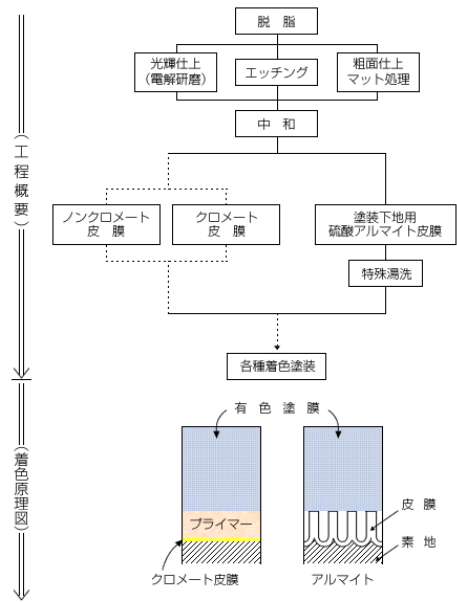 脱 脂
光輝仕上
(電解研磨)
エッチング
粗面仕上
マット処理
中 和
(工程概要)
ノンクロメート
皮 膜
クロメート
皮 膜
塗装下地用
硫酸アルマイト皮膜
特殊湯洗
各種着色塗装
(着色原理図)
有 色 塗 膜
プライマー
皮 膜
素 地
クロメート皮膜
アルマイト